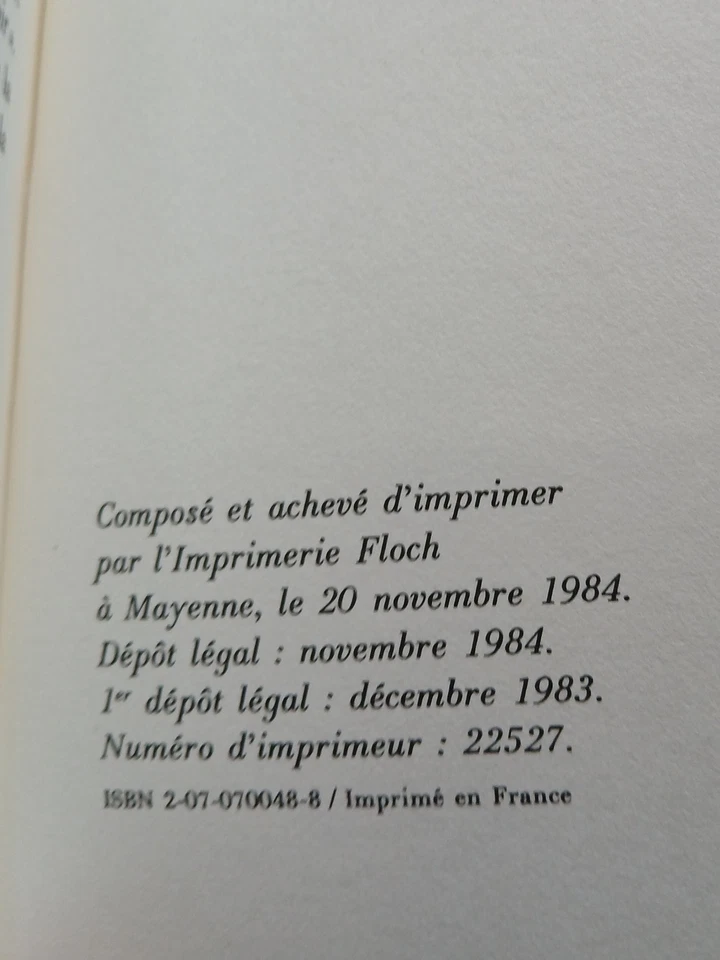 Composé et achevé d'imprimer
par l'Imprimerie Floch
à Mayenne, le 20 novembre 1984.
Dépôt légal : novembre 1984.
1er dépôt légal : décembre 1983.
Numéro d'imprimeur : 22527.
ISBN 2-07-070048-8 / Imprimé en France